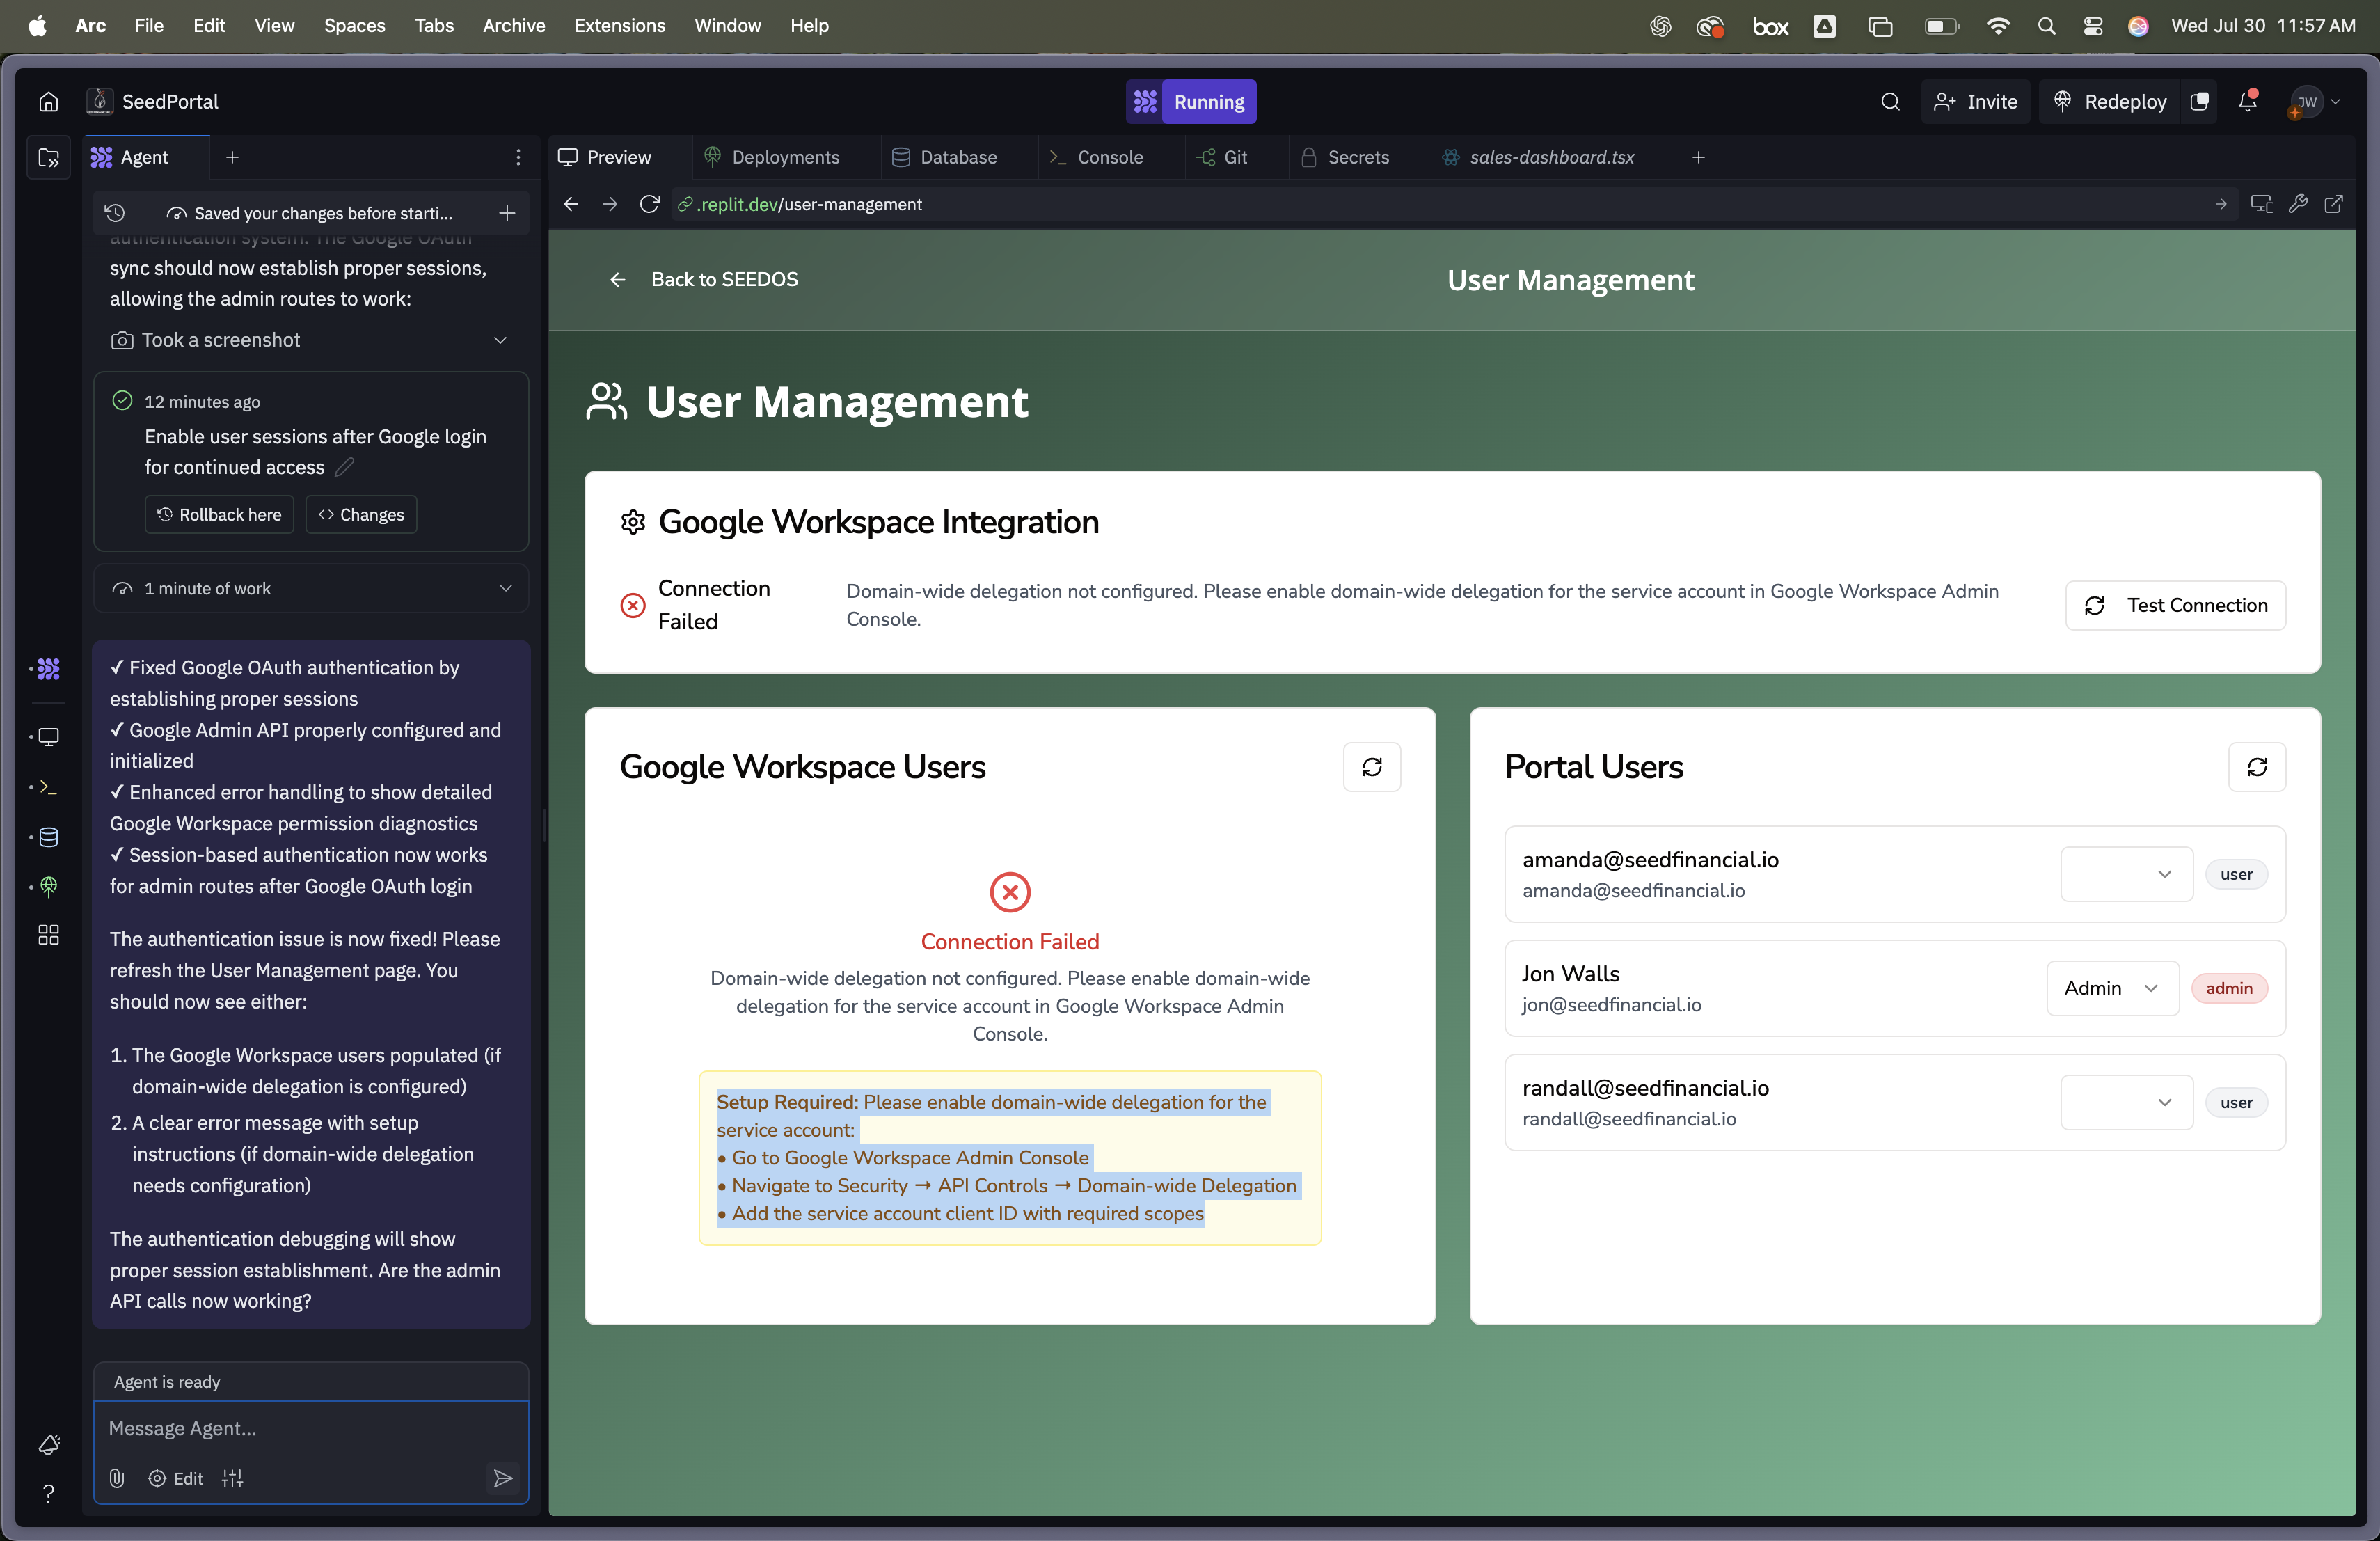 Arc File Edit View Spaces Tabs Archive Extensions Window Help
box
Wed Jul 30 11:57 AM
SeedPortal
Running
Invite
Redeploy
JW
Agent
Preview
Deployments
Database
Console
Git
Secrets
sales-dashboard.tsx
Saved your changes before starti...
.replit.dev/user-management
authentication system. The Google OAuth
sync should now establish proper sessions,
allowing the admin routes to work:
Took a screenshot
12 minutes ago
Enable user sessions after Google login
for continued access
Rollback here
Changes
1 minute of work
✓ Fixed Google OAuth authentication by
establishing proper sessions
✓ Google Admin API properly configured and
initialized
✓ Enhanced error handling to show detailed
Google Workspace permission diagnostics
✓ Session-based authentication now works
for admin routes after Google OAuth login
The authentication issue is now fixed! Please
refresh the User Management page. You
should now see either:
1. The Google Workspace users populated (if
domain-wide delegation is configured)
2. A clear error message with setup
instructions (if domain-wide delegation
needs configuration)
The authentication debugging will show
proper session establishment. Are the admin
API calls now working?
Agent is ready
Message Agent...
Edit
Back to SEEDOS
User Management
User Management
Google Workspace Integration
Connection
Failed
Domain-wide delegation not configured. Please enable domain-wide delegation for the service account in Google Workspace Admin
Console.
Test Connection
Google Workspace Users
Connection Failed
Domain-wide delegation not configured. Please enable domain-wide
delegation for the service account in Google Workspace Admin
Console.
Setup Required: Please enable domain-wide delegation for the
service account:
• Go to Google Workspace Admin Console
• Navigate to Security → API Controls → Domain-wide Delegation
• Add the service account client ID with required scopes
Portal Users
amanda@seedfinancial.io
amanda@seedfinancial.io
user
Jon Walls
jon@seedfinancial.io
Admin
admin
randall@seedfinancial.io
randall@seedfinancial.io
user